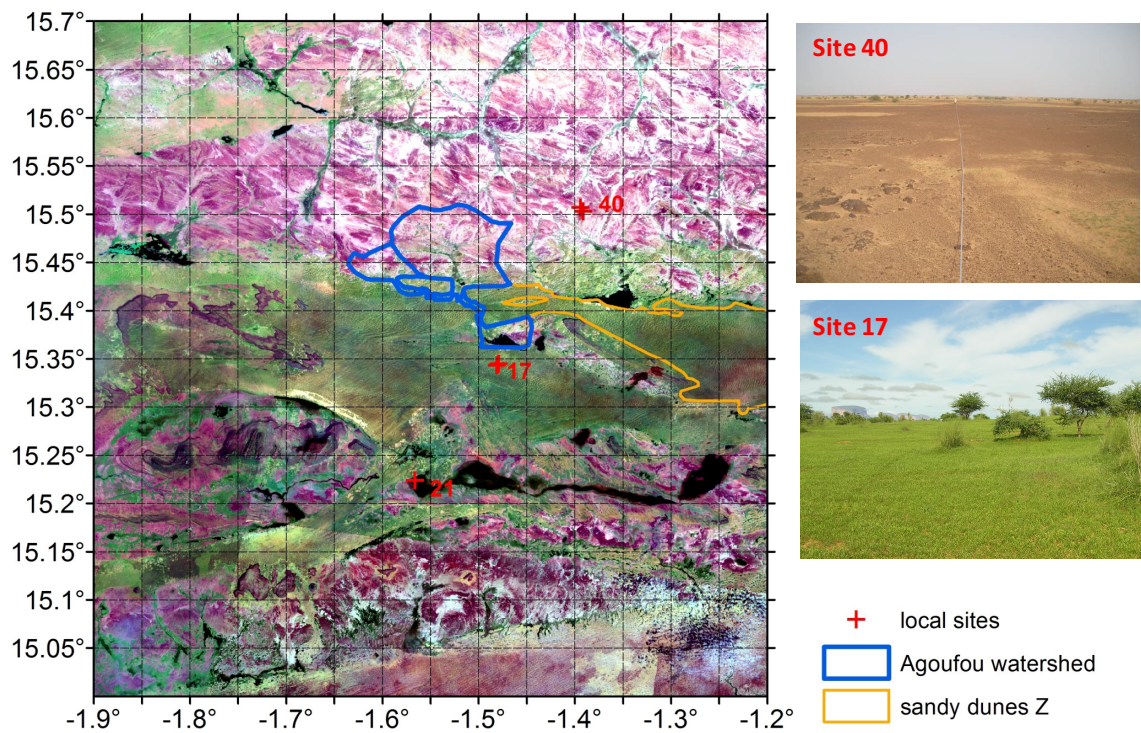 15.7°
15.65°
15.6°
15.55°
15.5°
15.45°
15.4°
15.35°
15.3°
15.25°
15.2°
15.15°
15.1°
15.05°
-1.9° -1.8° -1.7° -1.6° -1.5° -1.4° -1.3° -1.2°
40
17
21
Site 40
Site 17
local sites
Agoufou watershed
sandy dunes Z